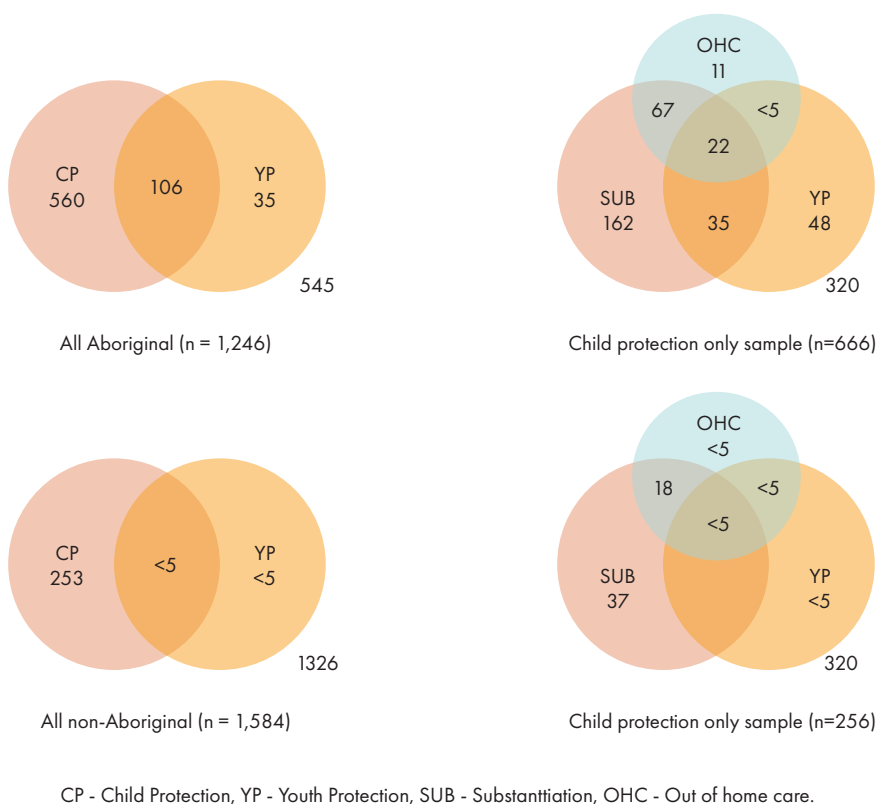 OHC
11
67
<5
22
CP
560
106
YP
35
SUB
162
35
YP
48
545
320
All Aboriginal (n = 1,246)
Child protection only sample (n=666)
OHC
<5
18
<5
<5
CP
253
<5
YP
<5
SUB
37
YP
<5
1326
320
All non-Aboriginal (n = 1,584)
Child protection only sample (n=256)
CP - Child Protection, YP - Youth Protection, SUB - Substanttiation, OHC - Out of home care.